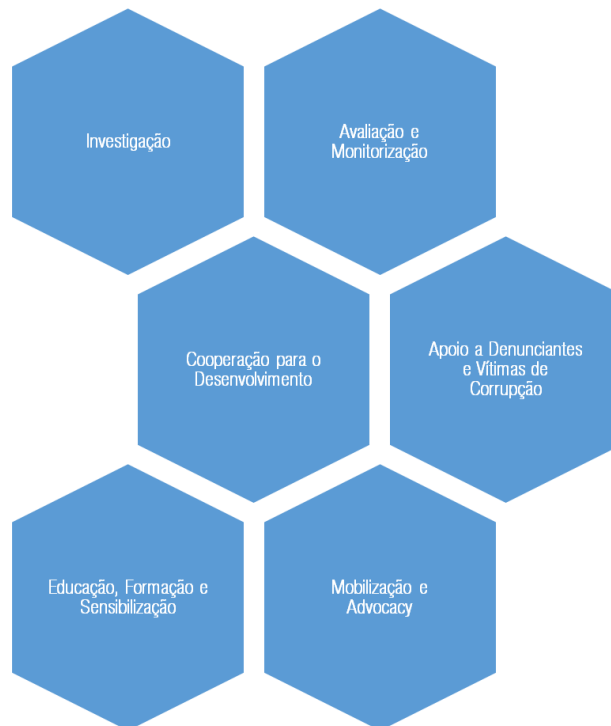 Investigação
Avaliação e
Monitorização
Cooperação para o
Desenvolvimento
Apoio a Denunciantes
e Vítimas de
Corrupção
Educação, Formação e
Sensibilização
Mobilização e
Advocacy